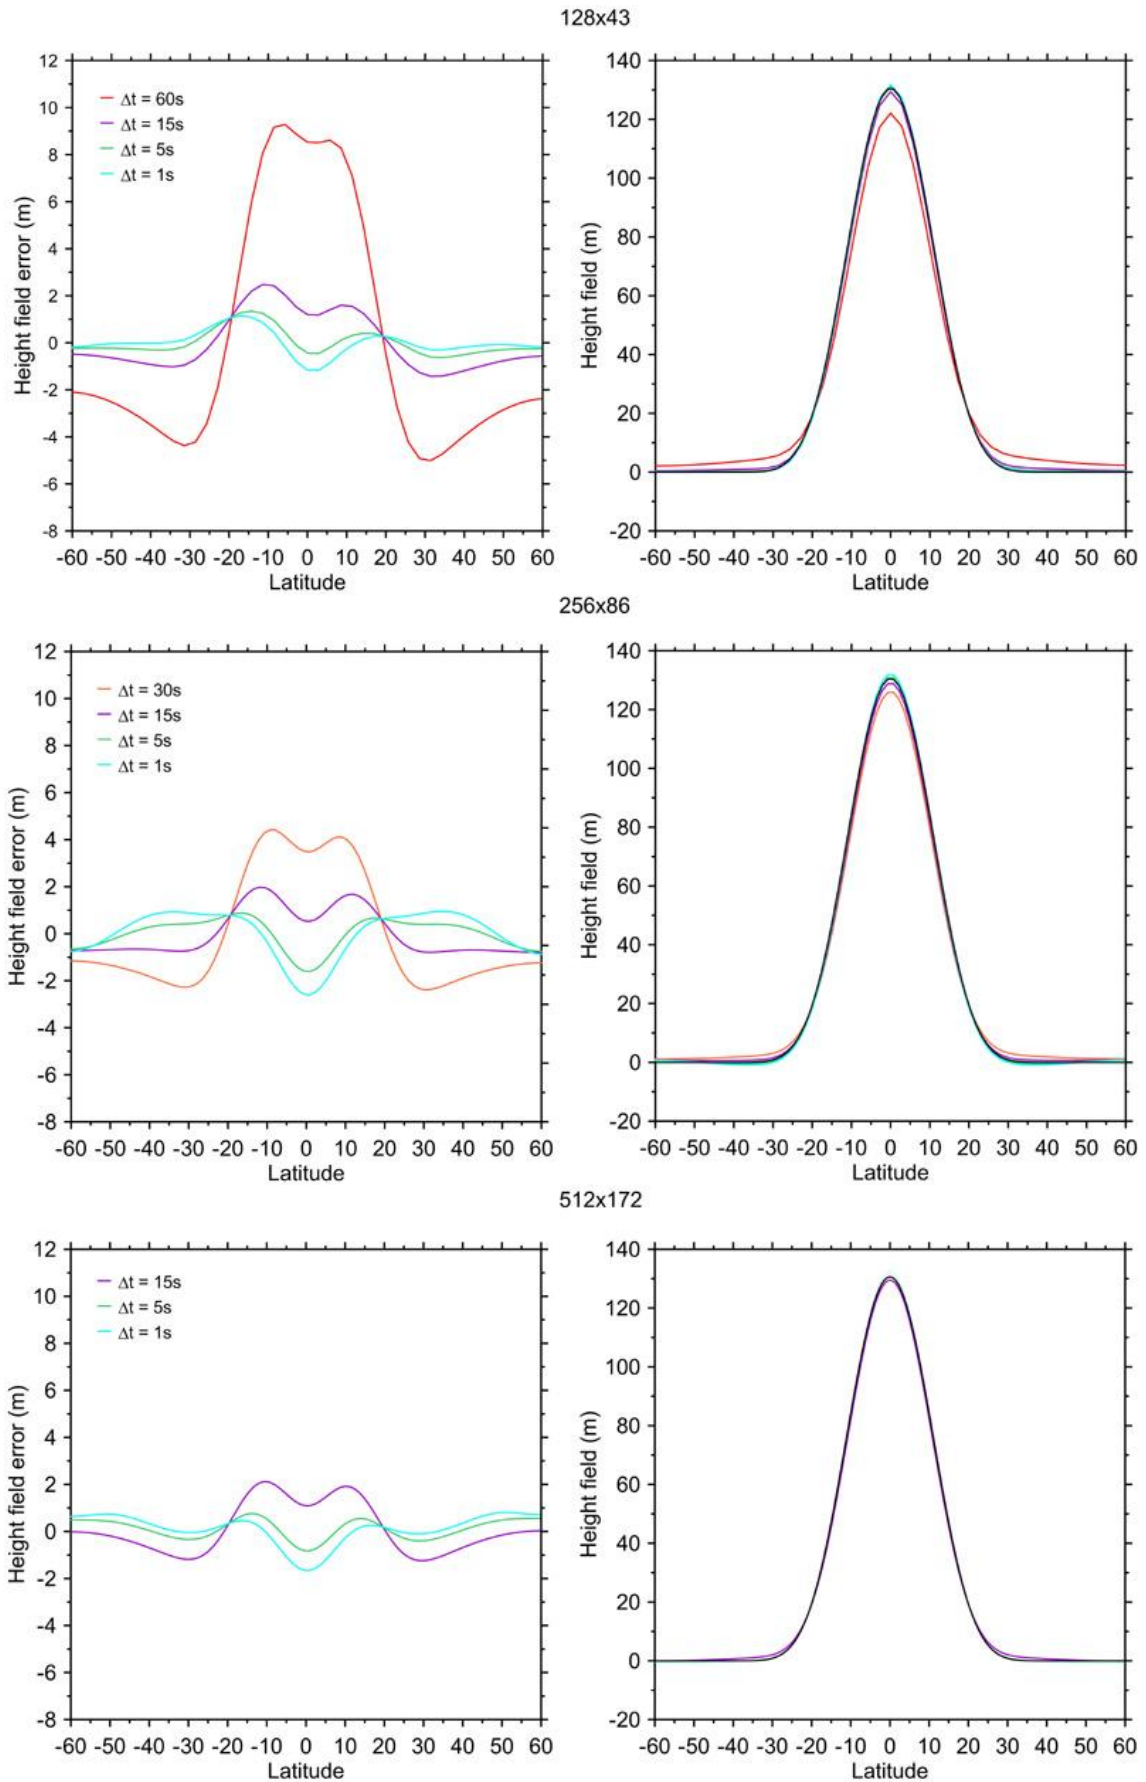 128x43
12
10
8
6
4
2
0
-2
-4
-6
-8
Height field error (m)
Δt = 60s
Δt = 15s
Δt = 5s
Δt = 1s
-60 -50 -40 -30 -20 -10 0 10 20 30 40 50 60
Latitude
140
120
100
80
60
40
20
0
-20
Height field (m)
-60 -50 -40 -30 -20 -10 0 10 20 30 40 50 60
Latitude
256x86
12
10
8
6
4
2
0
-2
-4
-6
-8
Height field error (m)
Δt = 30s
Δt = 15s
Δt = 5s
Δt = 1s
-60 -50 -40 -30 -20 -10 0 10 20 30 40 50 60
Latitude
140
120
100
80
60
40
20
0
-20
Height field (m)
-60 -50 -40 -30 -20 -10 0 10 20 30 40 50 60
Latitude
512x172
12
10
8
6
4
2
0
-2
-4
-6
-8
Height field error (m)
Δt = 15s
Δt = 5s
Δt = 1s
-60 -50 -40 -30 -20 -10 0 10 20 30 40 50 60
Latitude
140
120
100
80
60
40
20
0
-20
Height field (m)
-60 -50 -40 -30 -20 -10 0 10 20 30 40 50 60
Latitude